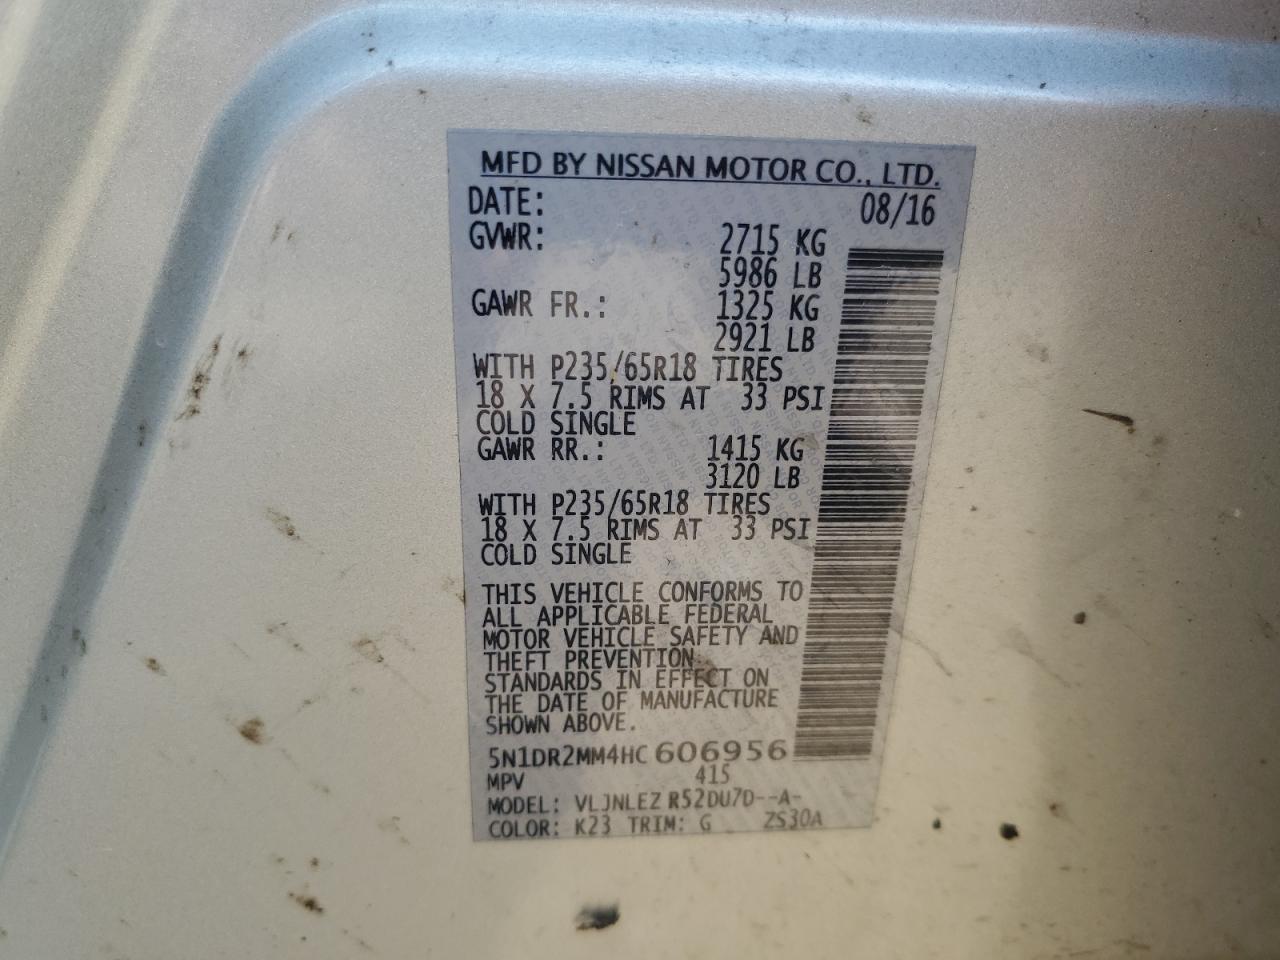 MFD BY NISSAN MOTOR CO., LTD.
DATE: 08/16
GVWR: 2715 KG
5986 LB
GAWR FR.: 1325 KG
2921 LB
WITH P235/65R18 TIRES
18 X 7.5 RIMS AT 33 PSI
COLD SINGLE
GAWR RR.: 1415 KG
3120 LB
WITH P235/65R18 TIRES
18 X 7.5 RIMS AT 33 PSI
COLD SINGLE
THIS VEHICLE CONFORMS TO
ALL APPLICABLE FEDERAL
MOTOR VEHICLE SAFETY AND
THEFT PREVENTION
STANDARDS IN EFFECT ON
THE DATE OF MANUFACTURE
SHOWN ABOVE.
5N1DR2MM4HC606956
MPV 415
MODEL: VLJNLEZ R52DU7D--A-
COLOR: K23 TRIM: G ZS30A